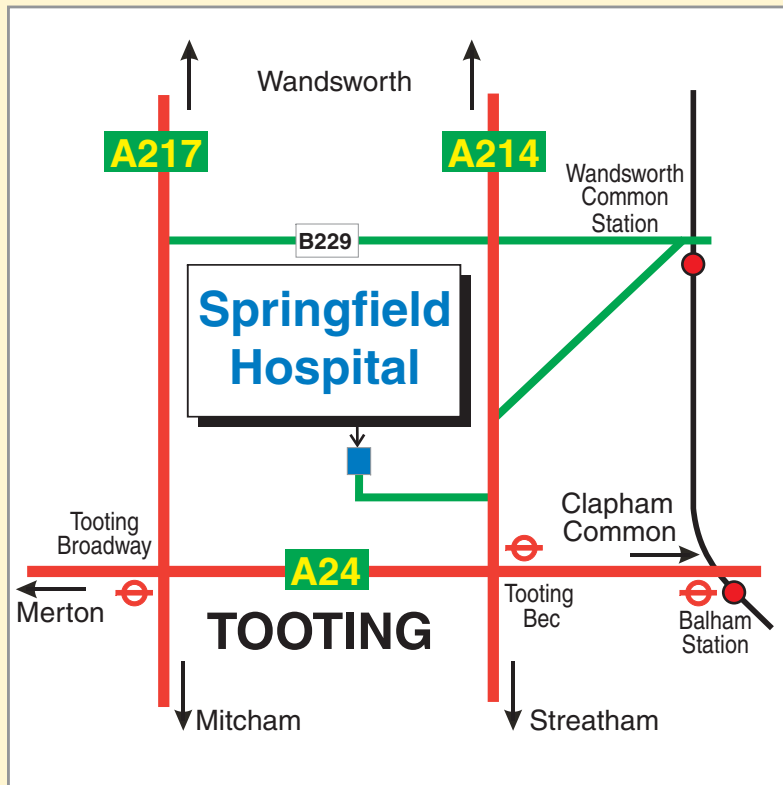 Wandsworth
A217
A214
Wandsworth
Common
Station
B229
Springfield
Hospital
Clapham
Common
Tooting
Broadway
A24
Merton
TOOTING
Tooting
Bec
Balham
Station
Mitcham
Streatham